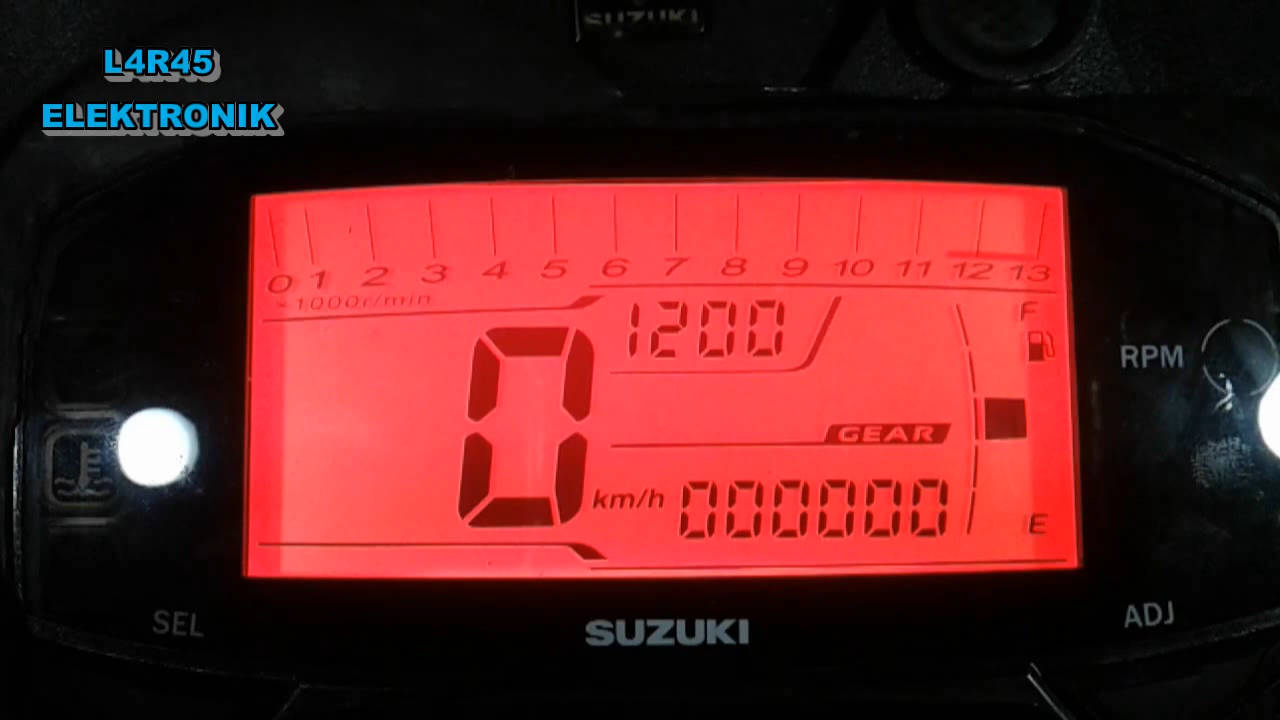 SUZUKI
L4R45
ELEKTRONIK
0 1 2 3 4 5 6 7 8 9 10 11 12 13
×1000r/min
1200
F
RPM
0
GEAR
km/h
000000
E
SEL
SUZUKI
ADJ